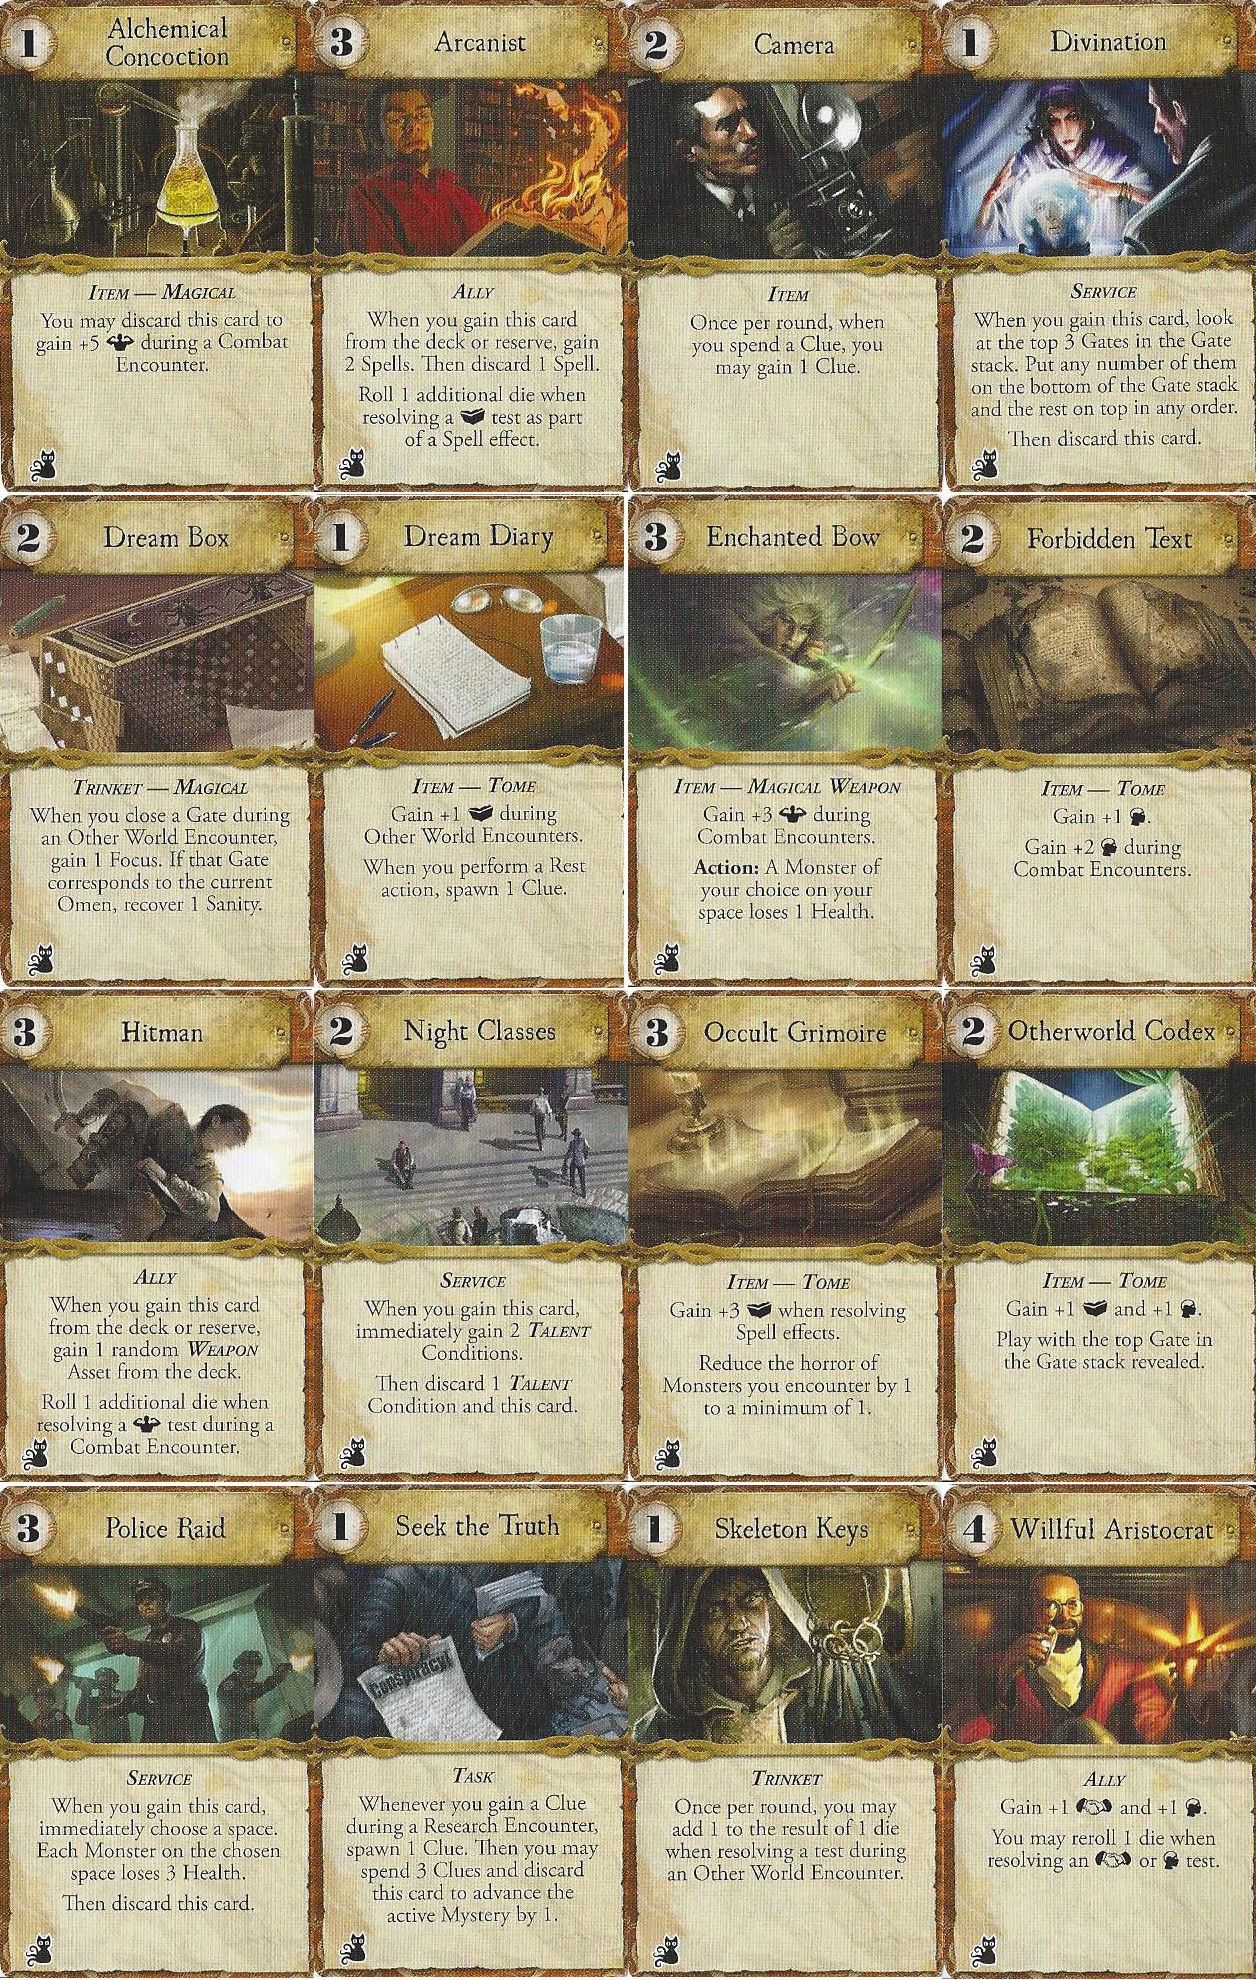 1
Alchemical
Concoction
ITEM — MAGICAL
You may discard this card to
gain +5 during a Combat
Encounter.
3
Arcanist
ALLY
When you gain this card
from the deck or reserve, gain
2 Spells. Then discard 1 Spell.
Roll 1 additional die when
resolving a test as part
of a Spell effect.
2
Camera
ITEM
Once per round, when
you spend a Clue, you
may gain 1 Clue.
1
Divination
SERVICE
When you gain this card, look
at the top 3 Gates in the Gate
stack. Put any number of them
on the bottom of the Gate stack
and the rest on top in any order.
Then discard this card.
2
Dream Box
TRINKET — MAGICAL
When you close a Gate during
an Other World Encounter,
gain 1 Focus. If that Gate
corresponds to the current
Omen, recover 1 Sanity.
1
Dream Diary
ITEM — TOME
Gain +1 during
Other World Encounters.
When you perform a Rest
action, spawn 1 Clue.
3
Enchanted Bow
ITEM — MAGICAL WEAPON
Gain +3 during
Combat Encounters.
Action: A Monster of
your choice on your
space loses 1 Health.
2
Forbidden Text
ITEM — TOME
Gain +1 .
Gain +2 during
Combat Encounters.
3
Hitman
ALLY
When you gain this card
from the deck or reserve,
gain 1 random WEAPON
Asset from the deck.
Roll 1 additional die when
resolving a test during a
Combat Encounter.
2
Night Classes
SERVICE
When you gain this card,
immediately gain 2 TALENT
Conditions.
Then discard 1 TALENT
Condition and this card.
3
Occult Grimoire
ITEM — TOME
Gain +3 when resolving
Spell effects.
Reduce the horror of
Monsters you encounter by 1
to a minimum of 1.
2
Otherworld Codex
ITEM — TOME
Gain +1 and +1 .
Play with the top Gate in
the Gate stack revealed.
3
Police Raid
SERVICE
When you gain this card,
immediately choose a space.
Each Monster on the chosen
space loses 3 Health.
Then discard this card.
1
Seek the Truth
Conspiracy!
TASK
Whenever you gain a Clue
during a Research Encounter,
spawn 1 Clue. Then you may
spend 3 Clues and discard
this card to advance the
active Mystery by 1.
1
Skeleton Keys
TRINKET
Once per round, you may
add 1 to the result of 1 die
when resolving a test during
an Other World Encounter.
4
Willful Aristocrat
ALLY
Gain +1 and +1 .
You may reroll 1 die when
resolving an or test.